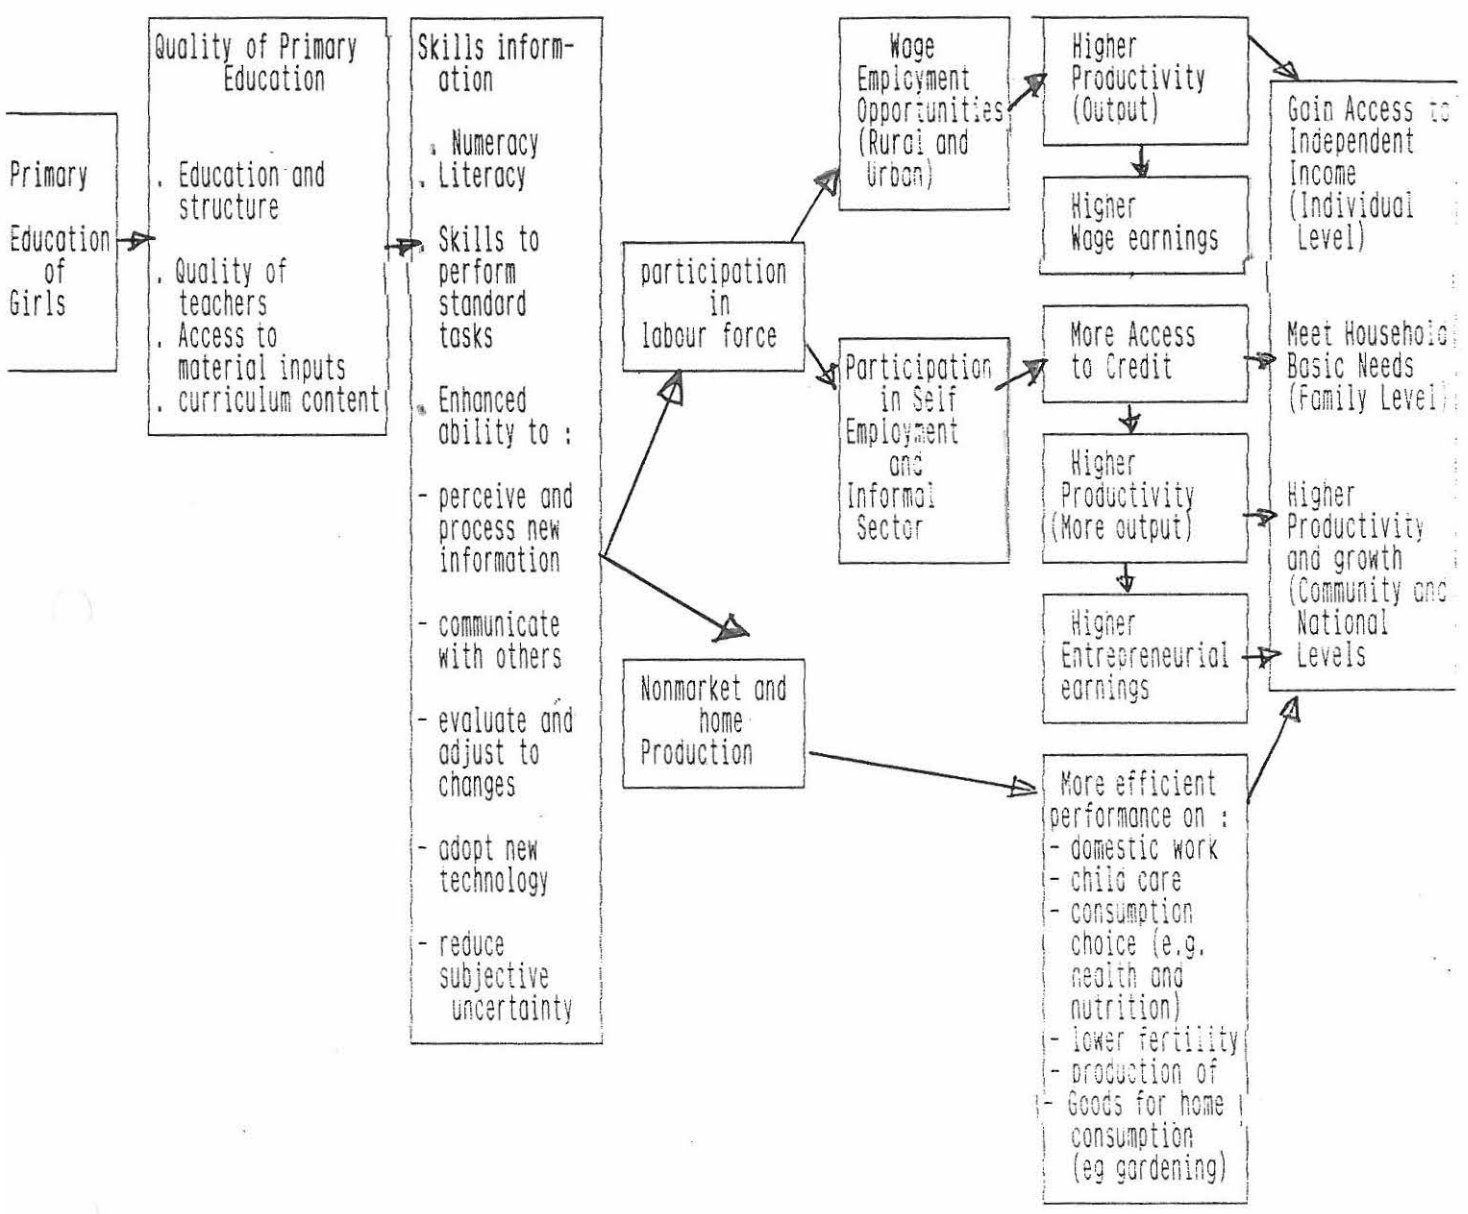 Primary
Education
of
Girls
Quality of Primary
Education
. Education and
structure
. Quality of
teachers
. Access to
material inputs
. curriculum content
Skills inform-
ation
. Numeracy
. Literacy
. Skills to
perform
standard
tasks
. Enhanced
ability to :
- perceive and
process new
information
- communicate
with others
- evaluate and
adjust to
changes
- adopt new
technology
- reduce
subjective
uncertainty
participation
in
labour force
Nonmarket and
home
Production
Wage
Employment
Opportunities
(Rural and
Urban)
Participation
in Self
Employment
and
Informal
Sector
Higher
Productivity
(Output)
Higher
Wage earnings
More Access
to Credit
Higher
Productivity
(More output)
Higher
Entrepreneurial
earnings
More efficient
performance on :
- domestic work
- child care
- consumption
choice (e.g.
health and
nutrition)
- lower fertility
- production of
- Goods for home
consumption
(eg gardening)
Gain Access to
Independent
Income
(Individual
Level)
Meet Household
Basic Needs
(Family Level)
Higher
Productivity
and growth
(Community and
National
Levels